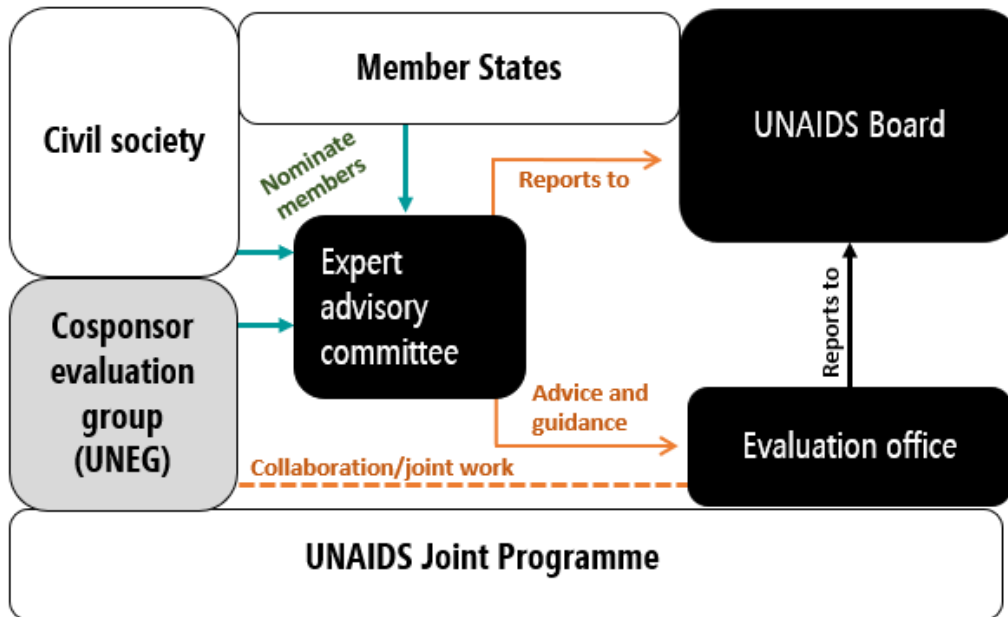 Member States
Civil society
UNAIDS Board
Nominate
members
Reports to
Expert
advisory
committee
Cosponsor
evaluation
group
(UNEG)
Reports to
Advice and
guidance
Evaluation office
Collaboration/joint work
UNAIDS Joint Programme